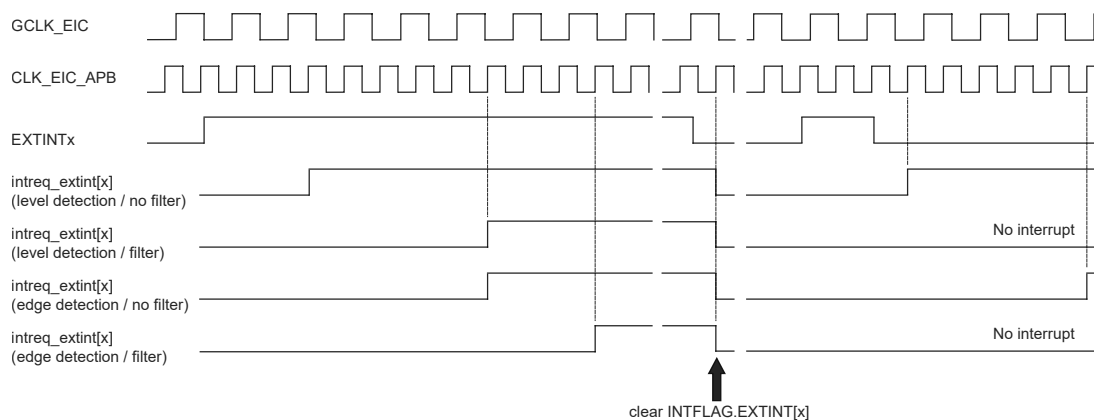 GCLK_EIC
CLK_EIC_APB
EXTINTx
intreq_extint[x]
(level detection / no filter)
intreq_extint[x]
(level detection / filter)
No interrupt
intreq_extint[x]
(edge detection / no filter)
intreq_extint[x]
(edge detection / filter)
No interrupt
clear INTFLAG.EXTINT[x]